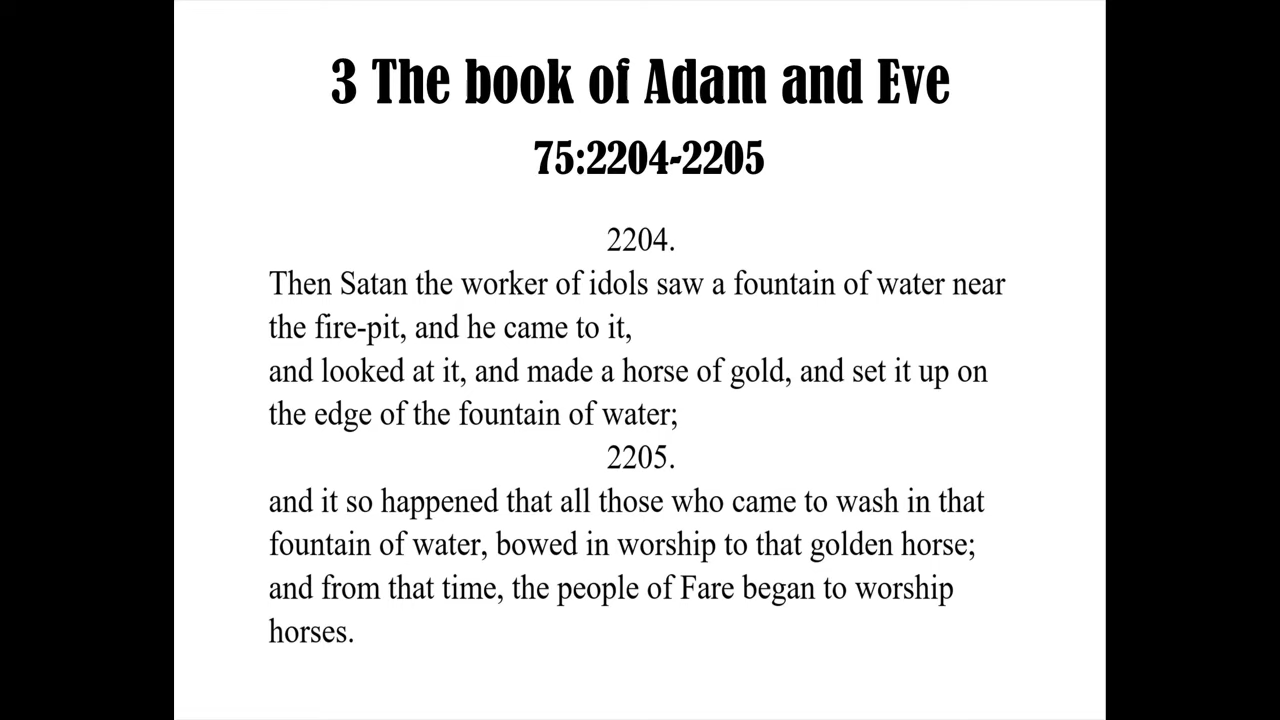 3 The book of Adam and Eve
75:2204-2205
2204.
Then Satan the worker of idols saw a fountain of water near
the fire-pit, and he came to it,
and looked at it, and made a horse of gold, and set it up on
the edge of the fountain of water;
2205.
and it so happened that all those who came to wash in that
fountain of water, bowed in worship to that golden horse;
and from that time, the people of Fare began to worship
horses.